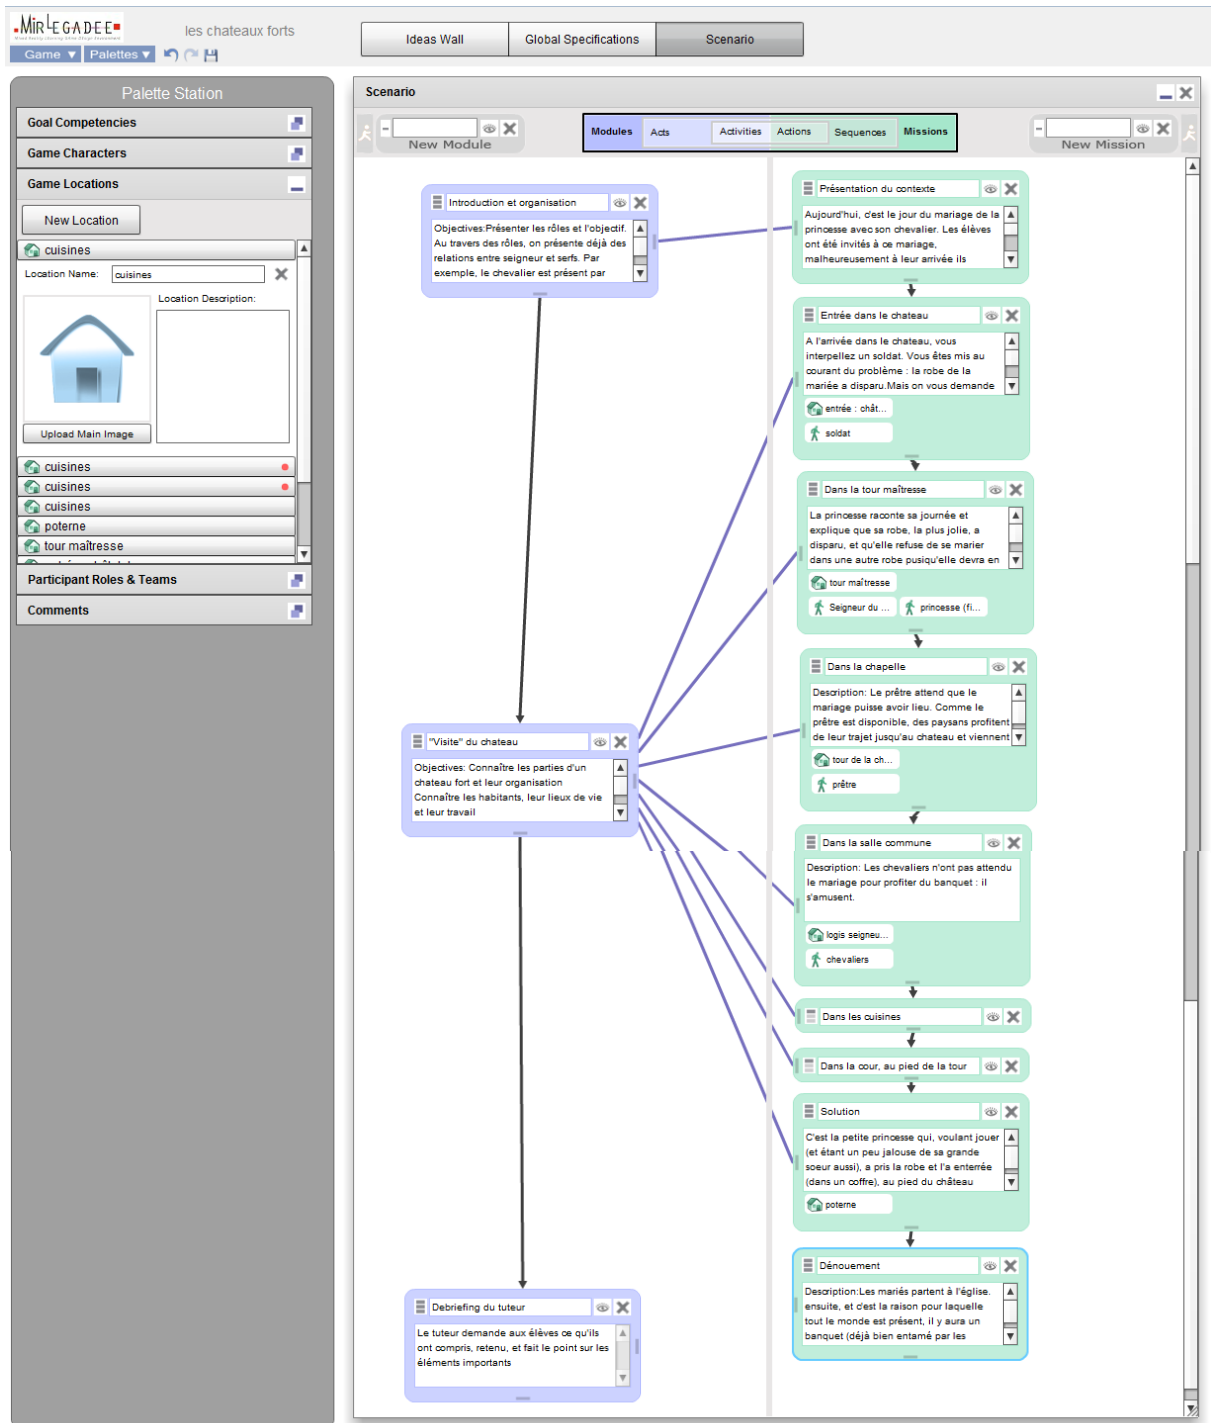 MIRLEGADEE
les chateaux forts
Ideas Wall
Global Specifications
Scenario
Game
Palettes
Palette Station
Goal Competencies
Game Characters
Game Locations
New Location
cuisines
Location Name:
cuisines
Location Description:
Upload Main Image
cuisines
cuisines
cuisines
poterne
tour maîtresse
Participant Roles & Teams
Comments
Scenario
New Module
Modules
Acts
Activities
Actions
Sequences
Missions
New Mission
Introduction et organisation
Objectives:Présenter les rôles et l'objectif.
Au travers des rôles, on présente déjà des
relations entre seigneur et serfs. Par
exemple, le chevalier est présent par
"Visite" du chateau
Objectives: Connaître les parties d'un
chateau fort et leur organisation
Connaître les habitants, leur lieux de vie
et leur travail
Debriefing du tuteur
Le tuteur demande aux élèves ce qu'ils
ont compris, retenu, et fait le point sur les
éléments importants
Présentation du contexte
Aujourd'hui, c'est le jour du mariage de la
princesse avec son chevalier. Les élèves
ont été invités à ce mariage,
malheureusement à leur arrivée ils
Entrée dans le chateau
A l'arrivée dans le chateau, vous
interpellez un soldat. Vous êtes mis au
courant du problème : la robe de la
mariée a disparu.Mais on vous demande
entrée : chât...
soldat
Dans la tour maîtresse
La princesse raconte sa journée et
explique que sa robe, la plus jolie, a
disparu, et qu'elle refuse de se marier
dans une autre robe pusiqu'elle devra en
tour maîtresse
Seigneur du ...
princesse (fi...
Dans la chapelle
Description: Le prêtre attend que le
mariage puisse avoir lieu. Comme le
prêtre est disponible, des paysans profitent
de leur trajet jusqu'au chateau et viennent
tour de la ch...
prêtre
Dans la salle commune
Description: Les chevaliers n'ont pas attendu
le mariage pour profiter du banquet : il
s'amusent.
logis seigneu...
chevaliers
Dans les cuisines
Dans la cour, au pied de la tour
Solution
C'est la petite princesse qui, voulant jouer
(et étant un peu jalouse de sa grande
soeur aussi), a pris la robe et l'a enterrée
(dans un coffre), au pied du château
poterne
Dénouement
Description:Les mariés partent à l'église.
ensuite, et c'est la raison pour laquelle
tout le monde est présent, il y aura un
banquet (déjà bien entamé par les